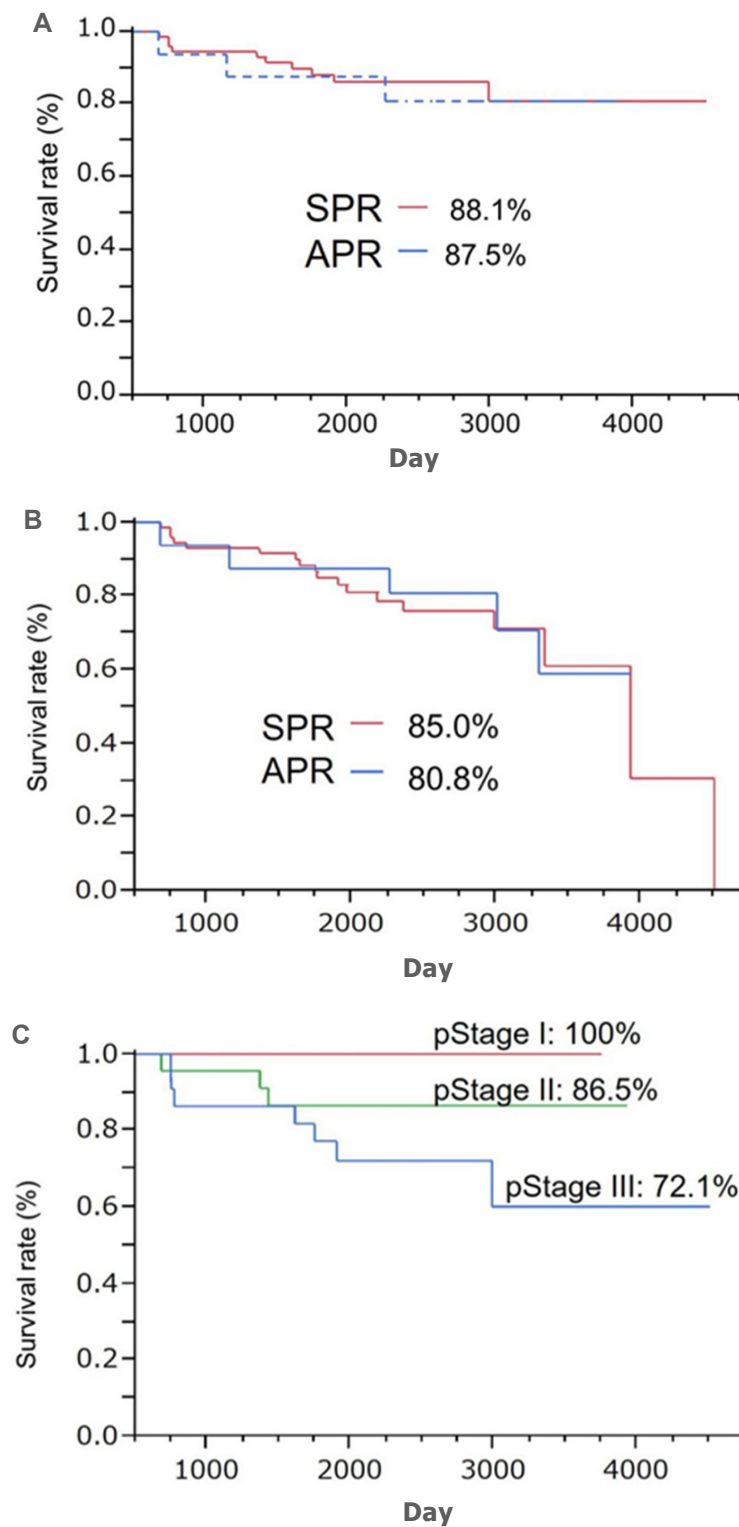 A
1.0
0.8
0.6
0.4
0.2
0.0
Survival rate (%)
SPR 88.1%
APR 87.5%
1000 2000 3000 4000
Day
B
1.0
0.8
0.6
0.4
0.2
0.0
Survival rate (%)
SPR 85.0%
APR 80.8%
1000 2000 3000 4000
Day
C
pStage I: 100%
1.0
pStage II: 86.5%
0.8
pStage III: 72.1%
0.6
0.4
0.2
0.0
Survival rate (%)
1000 2000 3000 4000
Day